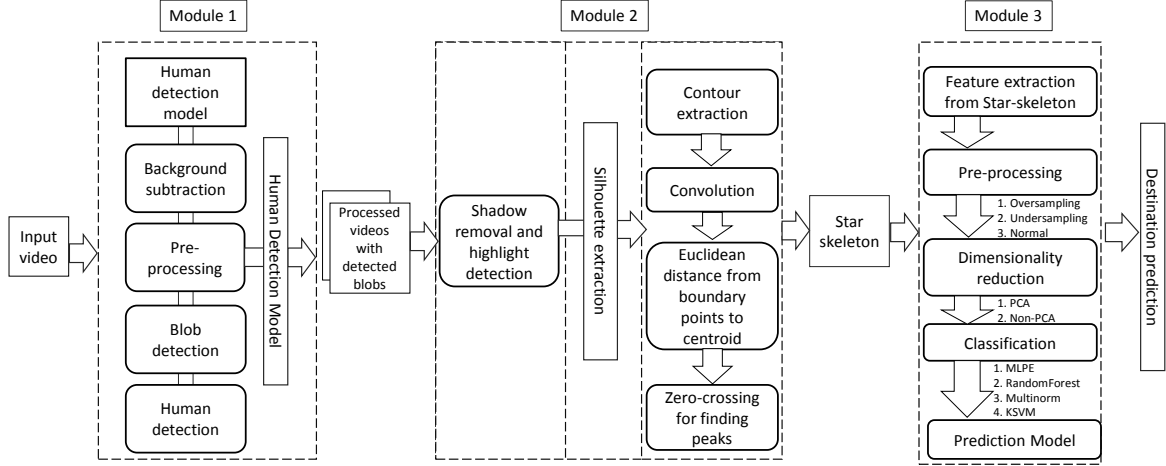 Module 1
Module 2
Module 3
Input
video
Human
detection
model
Background
subtraction
Pre-
processing
Blob
detection
Human
detection
Human Detection Model
Processed
videos
with
detected
blobs
Shadow
removal and
highlight
detection
Silhouette extraction
Contour
extraction
Convolution
Euclidean
distance from
boundary
points to
centroid
Zero-crossing
for finding
peaks
Star
skeleton
Feature extraction
from Star-skeleton
Pre-processing
1. Oversampling
2. Undersampling
3. Normal
Dimensionality
reduction
1. PCA
2. Non-PCA
Classification
1. MLPE
2. RandomForest
3. Multinorm
4. KSVM
Prediction Model
Destination prediction